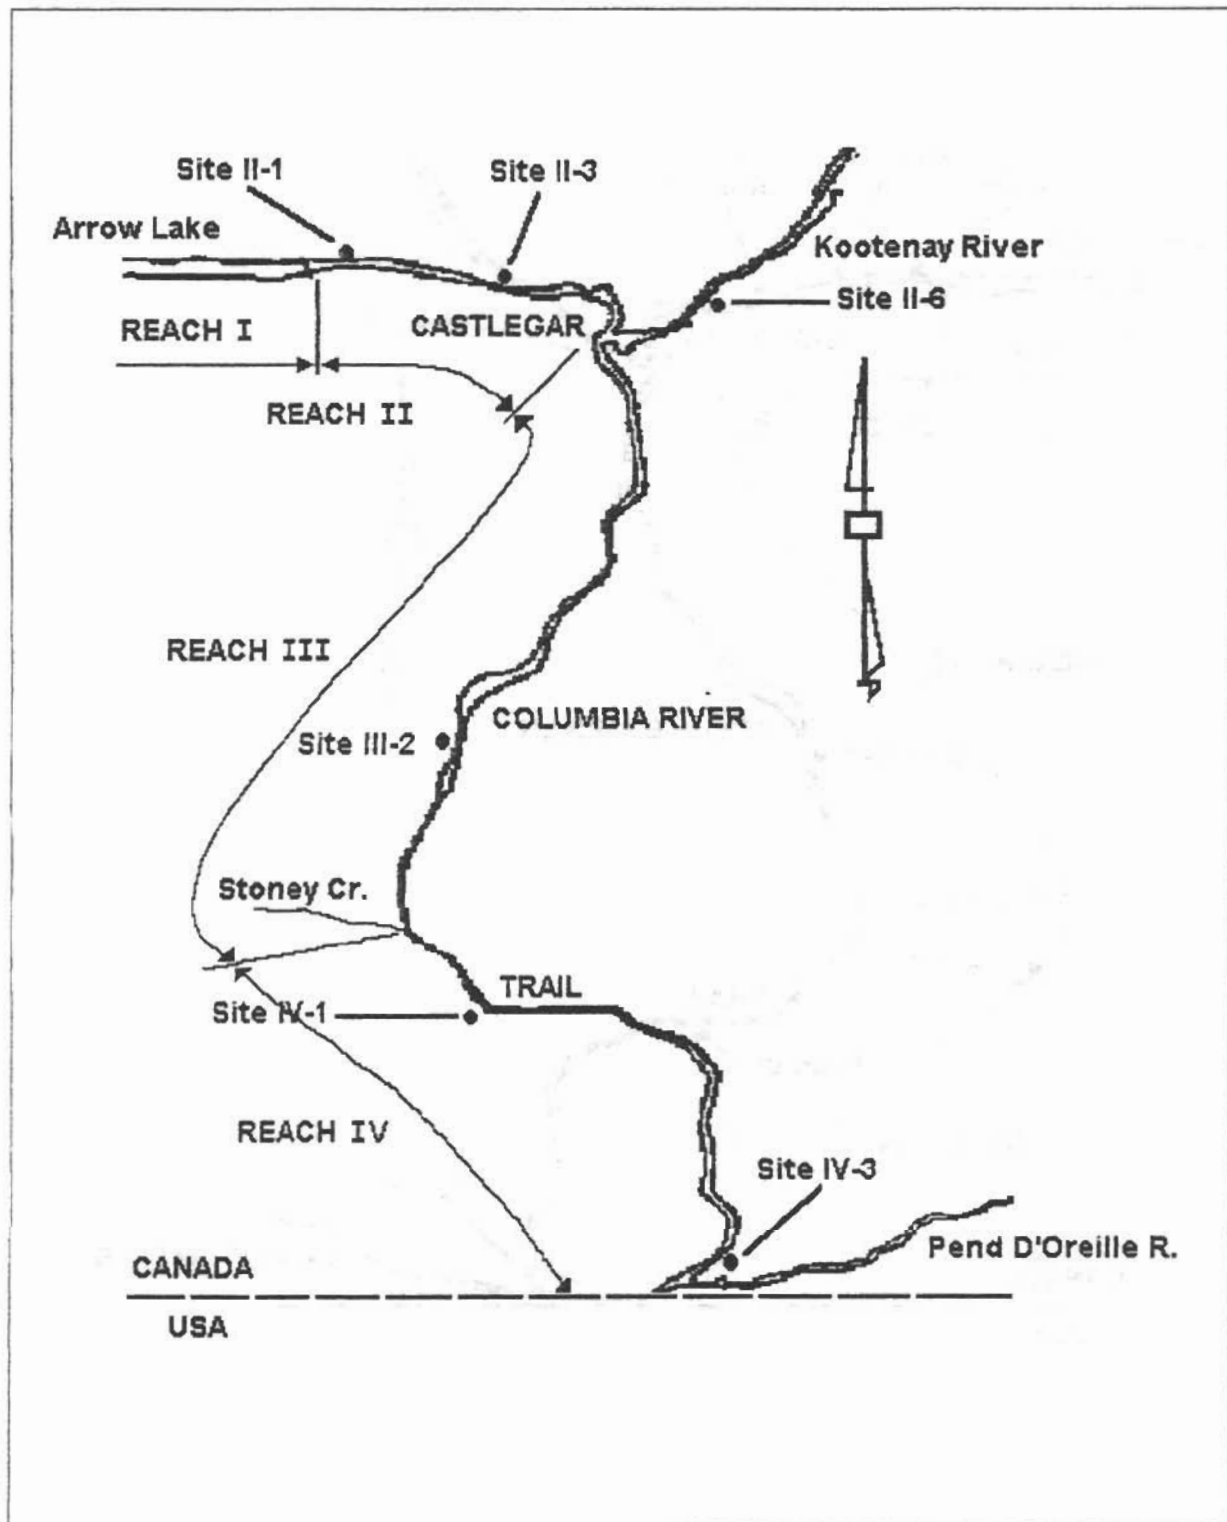 Site II-1
Site II-3
Arrow Lake
Kootenay River
Site II-6
REACH I
CASTLEGAR
REACH II
REACH III
COLUMBIA RIVER
Site III-2
Stoney Cr.
TRAIL
Site IV-1
REACH IV
Site IV-3
Pend D'Oreille R.
CANADA
USA